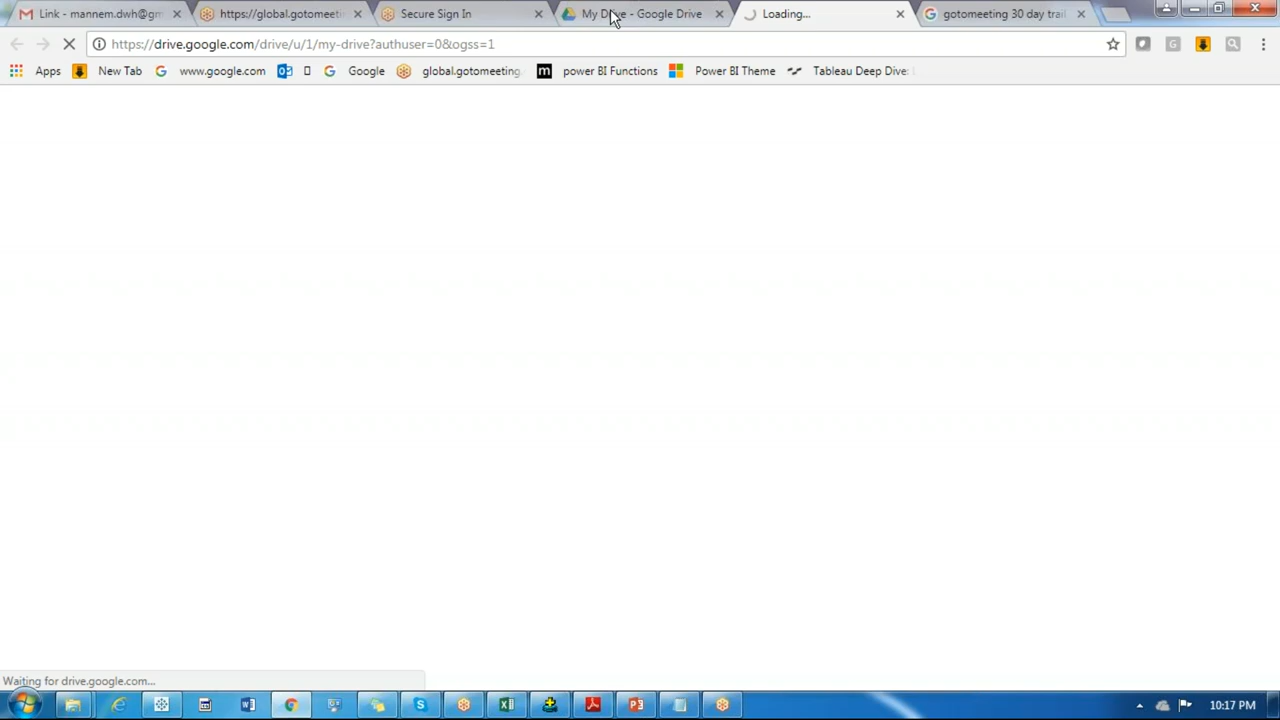 Link - mannem.dwh@gm
https://global.gotomeeti
Secure Sign In
My Drive - Google Drive
Loading...
gotomeeting 30 day trail
https://drive.google.com/drive/u/1/my-drive?authuser=0&ogss=1
Apps
New Tab
www.google.com
Google
global.gotomeeting.
power BI Functions
Power BI Theme
Tableau Deep Dive:
Waiting for drive.google.com...
10:17 PM